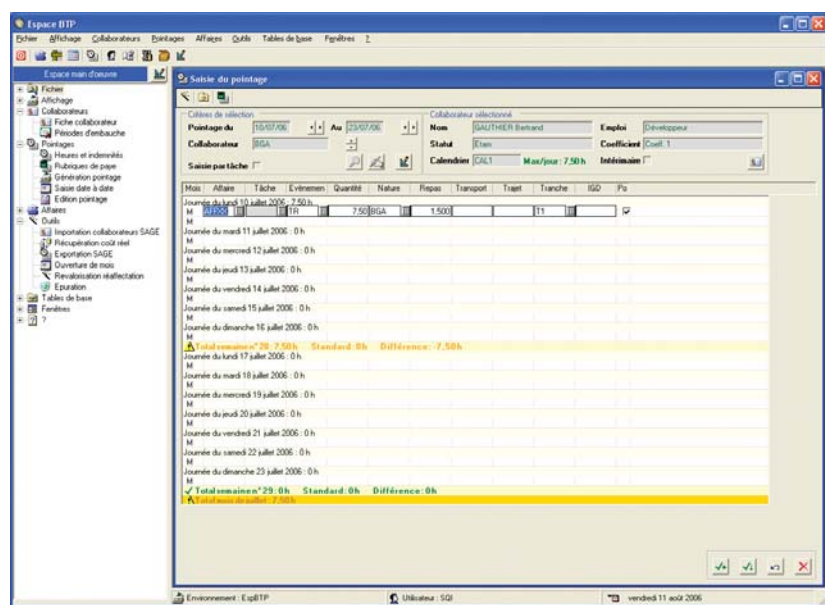 Espace BTP
Fichier Affichage Collaborateurs Pointages Affaires Outils Tables de base Fenêtres ?
Espace main d'oeuvre
Fichier
Affichage
Collaborateurs
Fiche collaborateur
Périodes d'embauche
Pointages
Heures et indemnités
Rubriques de paye
Génération pointage
Saisie date à date
Edition pointage
Affaires
Outils
Importation collaborateurs SAGE
Récupération coût réel
Exportation SAGE
Ouverture de mois
Revalorisation réaffectation
Epuration
Tables de base
Fenêtres
?
Saisie du pointage
Critères de sélection
Pointage du 10/07/06 Au 23/07/06
Collaborateur BGA
Saisie par tâche
Collaborateur sélectionné
Nom GAUTHIER Bertrand Emploi Développeur
Statut Etam Coefficient Coeff. 1
Calendrier CAL1 Max/jour : 7,50 h Intérimaire
Mois Affaire Tâche Evénemen Quantité Nature Repas Transport Trajet Tranche IGD Pa
Journée du lundi 10 juillet 2006 : 7,50 h
M TR 7,50 BGA 1,500 T1
M
Journée du mardi 11 juillet 2006 : 0 h
M
Journée du mercredi 12 juillet 2006 : 0 h
M
Journée du jeudi 13 juillet 2006 : 0 h
M
Journée du vendredi 14 juillet 2006 : 0 h
M
Journée du samedi 15 juillet 2006 : 0 h
M
Journée du dimanche 16 juillet 2006 : 0 h
M
Total semaine n°28: 7,50h Standard: 0h Différence: -7,50h
Journée du lundi 17 juillet 2006 : 0 h
M
Journée du mardi 18 juillet 2006 : 0 h
M
Journée du mercredi 19 juillet 2006 : 0 h
M
Journée du jeudi 20 juillet 2006 : 0 h
M
Journée du vendredi 21 juillet 2006 : 0 h
M
Journée du samedi 22 juillet 2006 : 0 h
M
Journée du dimanche 23 juillet 2006 : 0 h
M
Total semaine n°29: 0h Standard: 0h Différence: 0h
Total mois de juillet : 7,50h
Environnement : EspBTP Utilisateur : SQI vendredi 11 août 2006